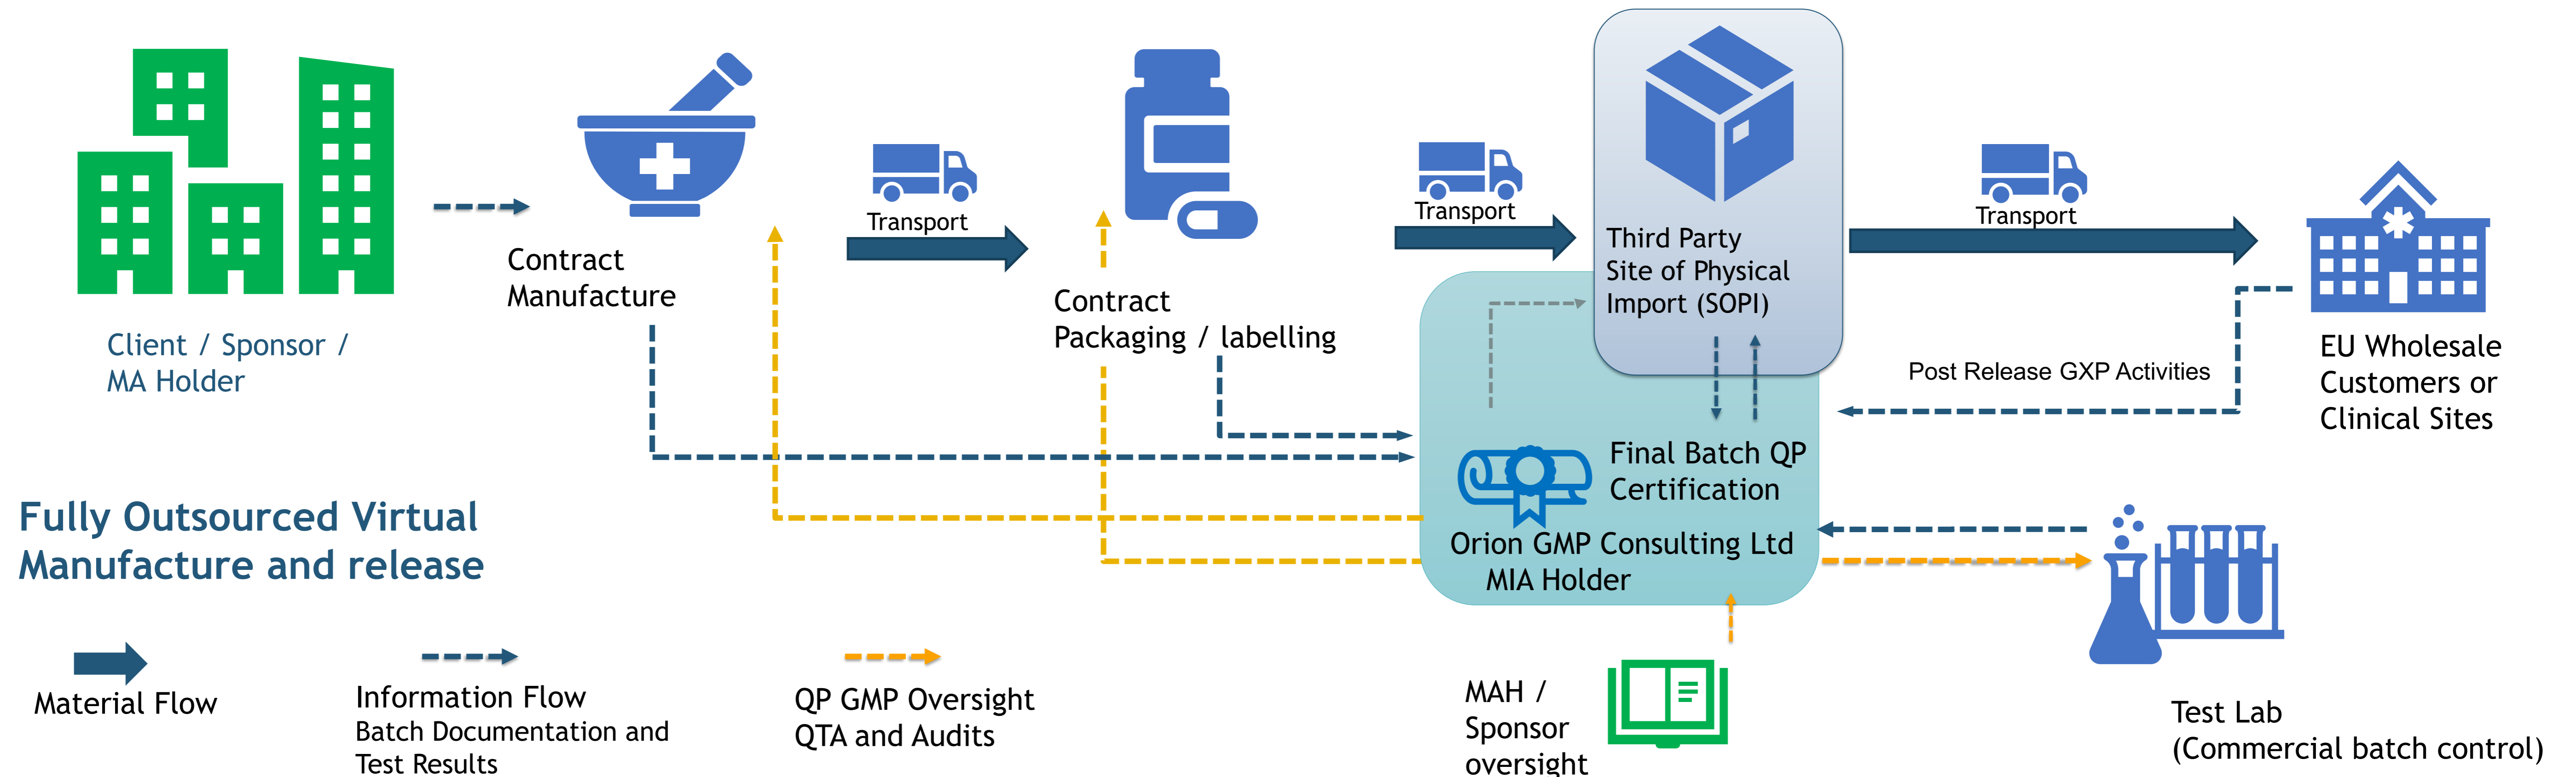 Client / Sponsor /
MA Holder
Contract
Manufacture
Transport
Contract
Packaging / labelling
Transport
Third Party
Site of Physical
Import (SOPI)
Transport
EU Wholesale
Customers or
Clinical Sites
Post Release GXP Activities
Final Batch QP
Certification
Orion GMP Consulting Ltd
MIA Holder
Fully Outsourced Virtual
Manufacture and release
Material Flow
Information Flow
Batch Documentation and
Test Results
QP GMP Oversight
QTA and Audits
MAH /
Sponsor
oversight
Test Lab
(Commercial batch control)